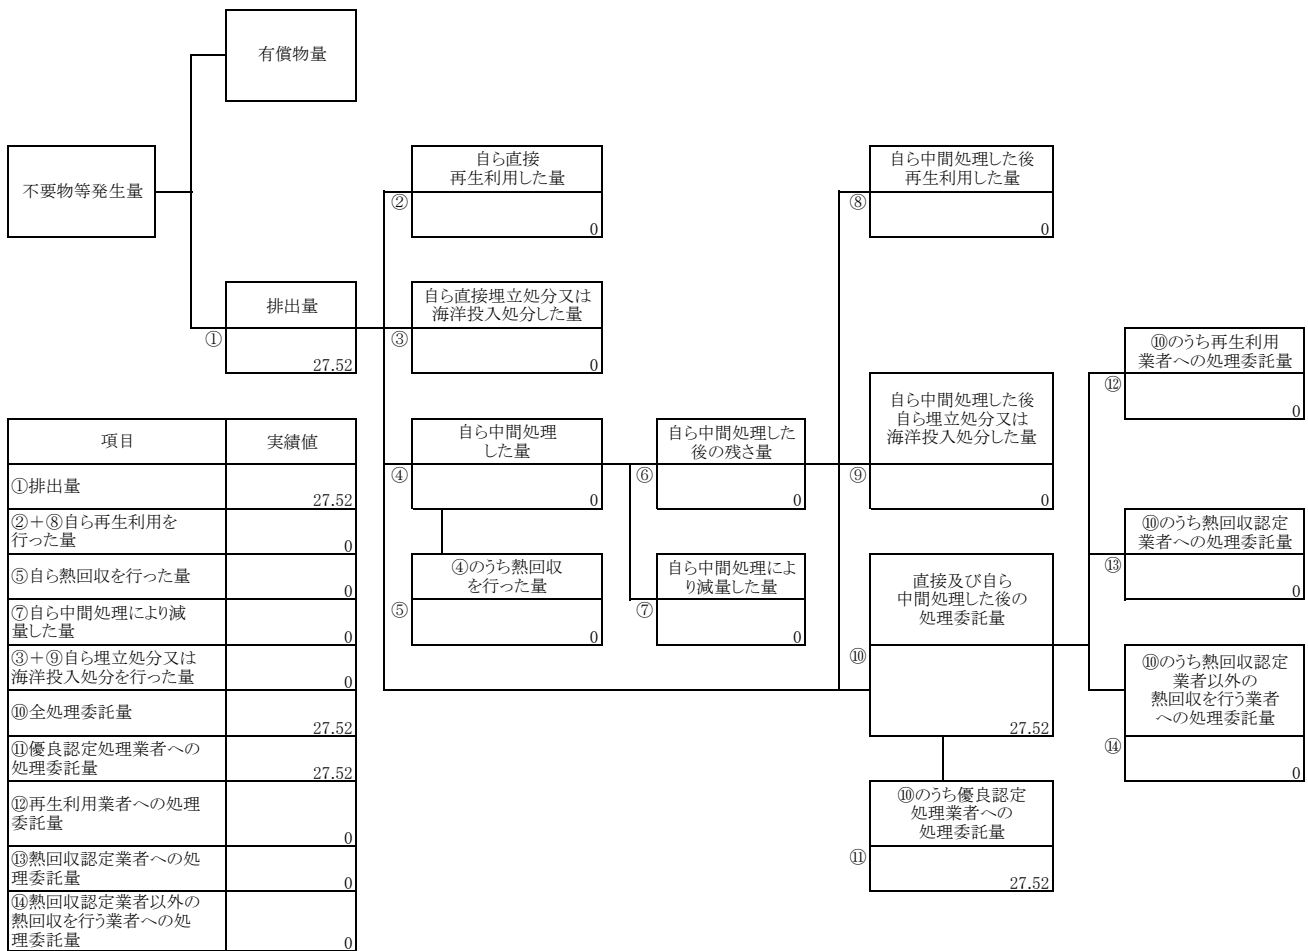 有償物量
不要物等発生量
自ら直接
再生利用した量
②
0
自ら中間処理した後
再生利用した量
⑧
0
排出量
①
27.52
自ら直接埋立処分又は
海洋投入処分した量
③
0
⑩のうち再生利用
業者への処理委託量
⑫
0
自ら中間処理
した量
④
0
自ら中間処理した
後の残さ量
⑥
0
自ら中間処理した後
自ら埋立処分又は
海洋投入処分した量
⑨
0
⑩のうち熱回収認定
業者への処理委託量
⑬
0
④のうち熱回収
を行った量
⑤
0
自ら中間処理によ
り減量した量
⑦
0
直接及び自ら
中間処理した後の
処理委託量
⑩
27.52
⑩のうち熱回収認定
業者以外の
熱回収を行う業者
への処理委託量
⑭
0
⑩のうち優良認定
処理業者への
処理委託量
⑪
27.52
項目 実績値
①排出量
27.52
②+⑧自ら再生利用を
行った量
0
⑤自ら熱回収を行った量
0
⑦自ら中間処理により減
量した量
0
③+⑨自ら埋立処分又は
海洋投入処分を行った量
0
⑩全処理委託量
27.52
⑪優良認定処理業者への
処理委託量
27.52
⑫再生利用業者への処理
委託量
0
⑬熱回収認定業者への処
理委託量
0
⑭熱回収認定業者以外の
熱回収を行う業者への処
理委託量
0